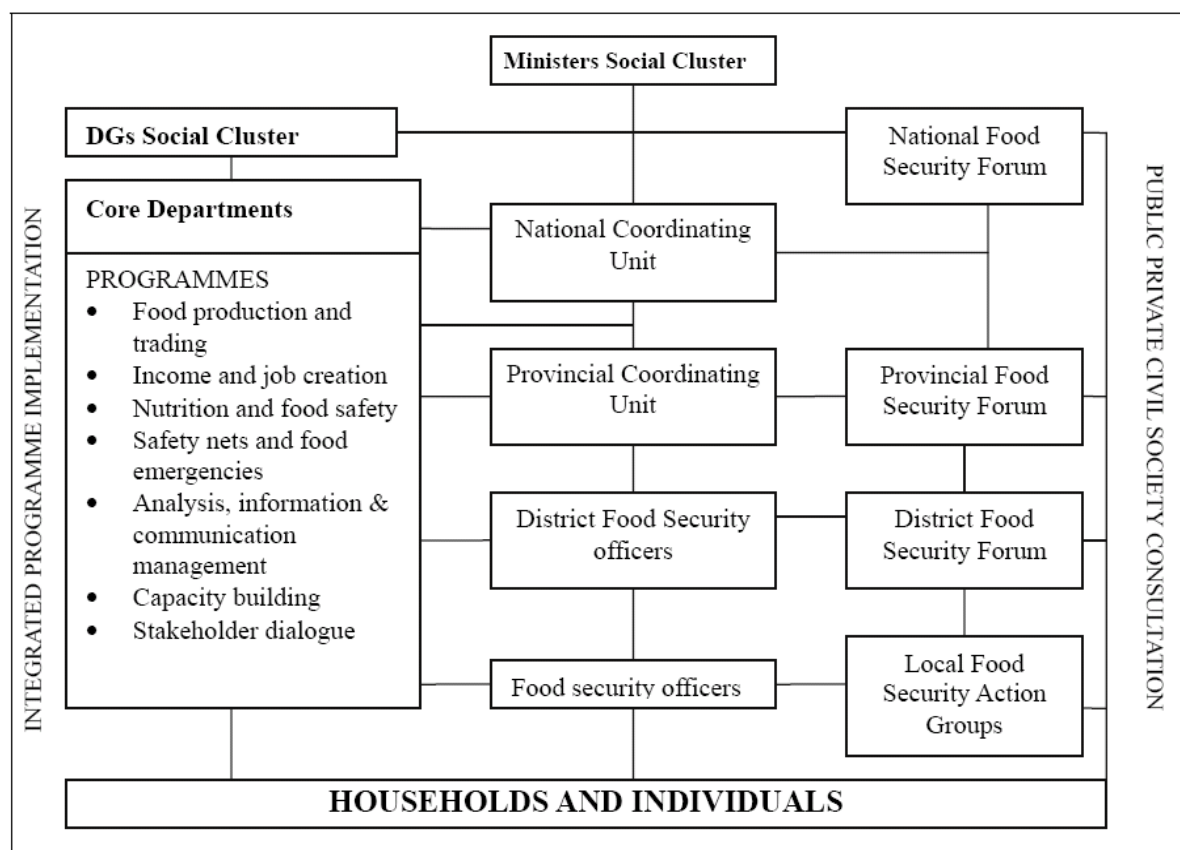 Ministers Social Cluster
DGs Social Cluster
National Food
Security Forum
Core Departments
National Coordinating
Unit
PROGRAMMES
• Food production and
trading
• Income and job creation
• Nutrition and food safety
• Safety nets and food
emergencies
• Analysis, information &
communication
management
• Capacity building
• Stakeholder dialogue
Provincial Coordinating
Unit
Provincial Food
Security Forum
District Food Security
officers
District Food
Security Forum
Food security officers
Local Food
Security Action
Groups
HOUSEHOLDS AND INDIVIDUALS
INTEGRATED PROGRAMME IMPLEMENTATION
PUBLIC PRIVATE CIVIL SOCIETY CONSULTATION